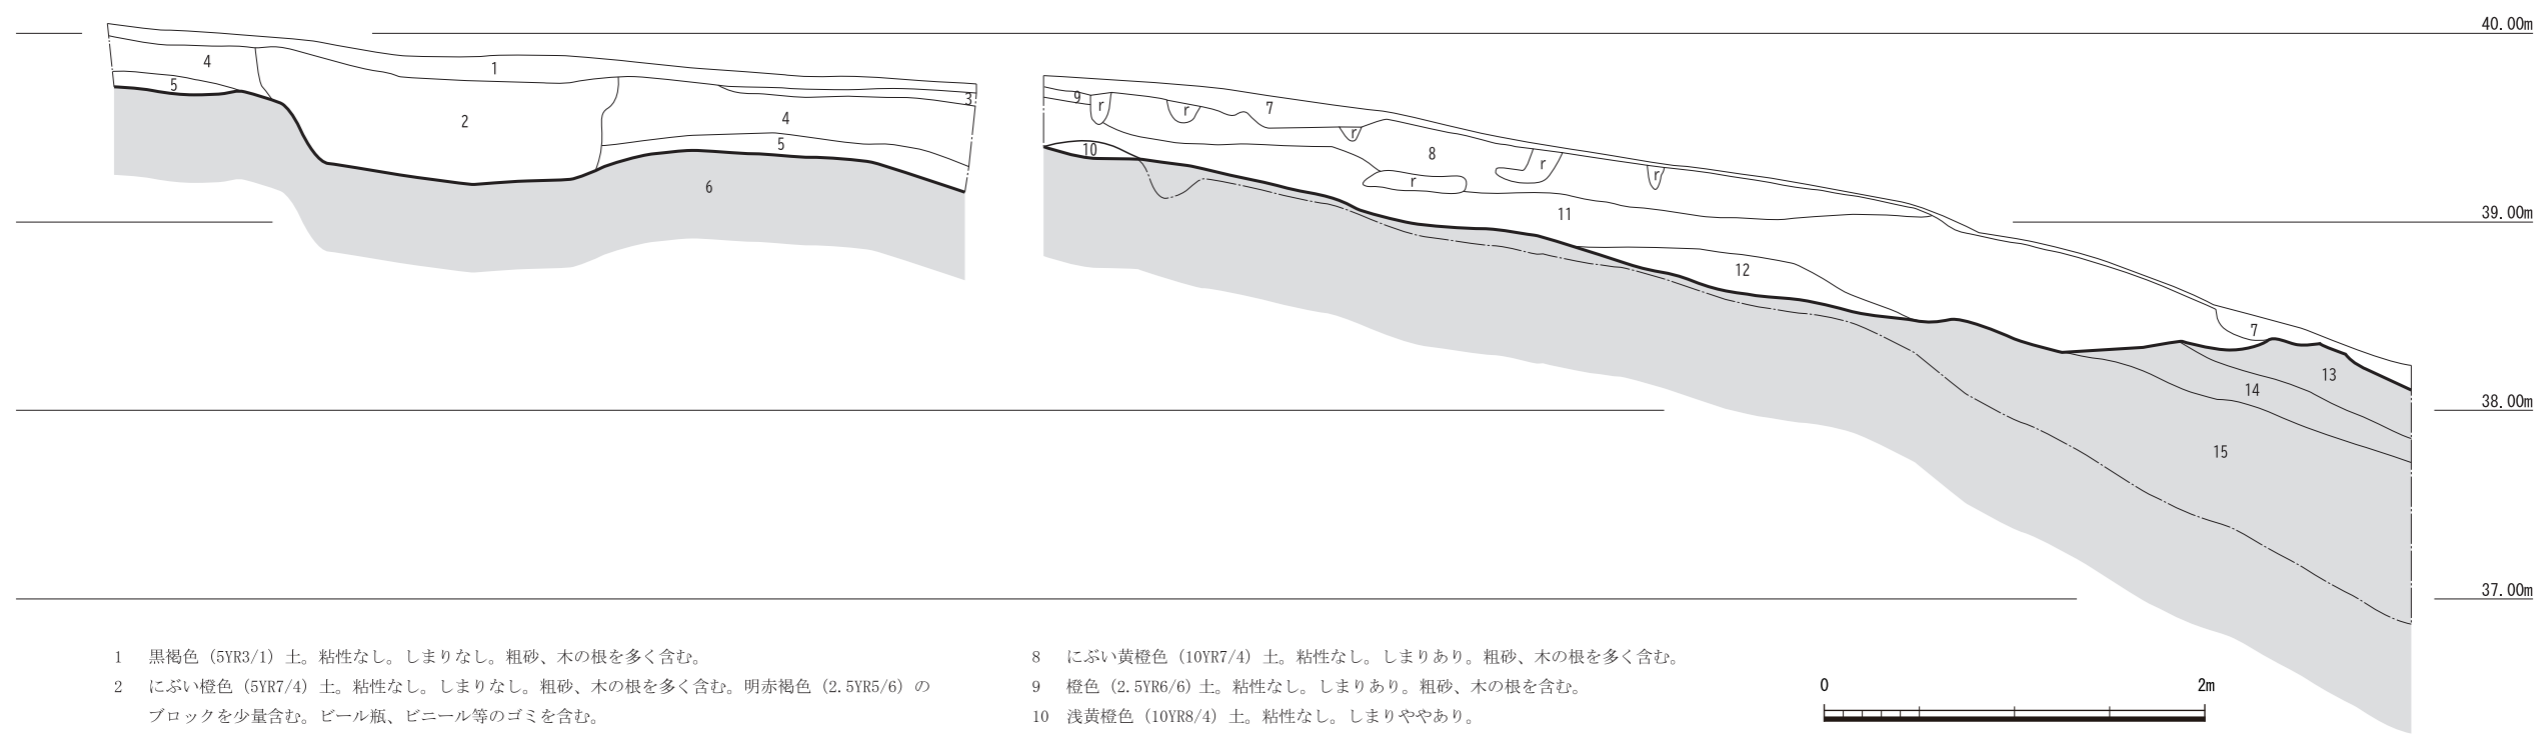 40.00m
4
1
5
3
2
4
5
6
9
r
r
7
r
8
r
10
r
r
11
39.00m
12
7
13
14
38.00m
15
37.00m
1 黒褐色（5YR3/1）土。粘性なし。しまりなし。粗砂、木の根を多く含む。
2 にぶい橙色（5YR7/4）土。粘性なし。しまりなし。粗砂、木の根を多く含む。明赤褐色（2.5YR5/6）の
ブロックを少量含む。ビール瓶、ビニール等のゴミを含む。
8 にぶい黄橙色（10YR7/4）土。粘性なし。しまりあり。粗砂、木の根を多く含む。
9 橙色（2.5YR6/6）土。粘性なし。しまりあり。粗砂、木の根を含む。
10 浅黄橙色（10YR8/4）土。粘性なし。しまりややあり。
0 2m